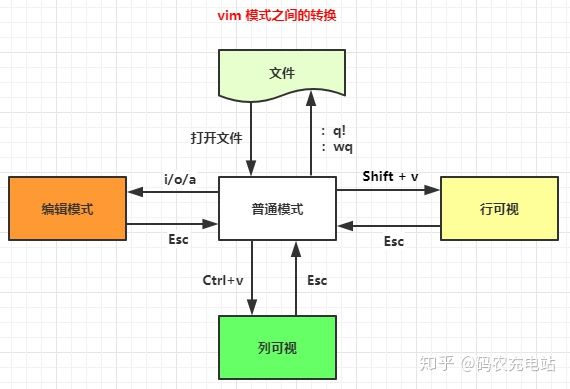 vim 模式之间的转换
文件
打开文件
：q!
：wq
i/o/a
Shift + v
编辑模式
普通模式
行可视
Esc
Esc
Ctrl+v
Esc
列可视
知乎 @码农充电站